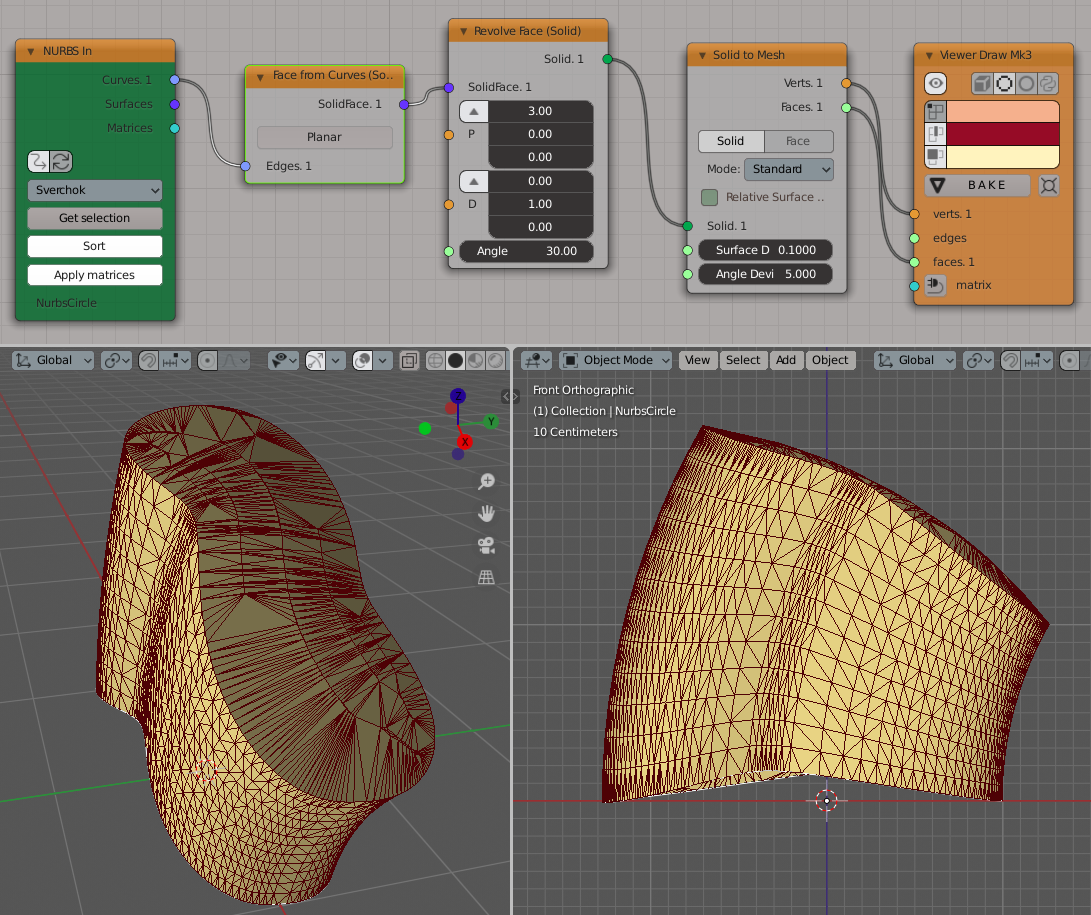 NURBS In
Curves. 1
Surfaces
Matrices
Sverchok
Get selection
Sort
Apply matrices
NurbsCircle
Face from Curves (So..
SolidFace. 1
Planar
Edges. 1
Revolve Face (Solid)
Solid. 1
SolidFace. 1
3.00
P 0.00
0.00
0.00
D 1.00
0.00
Angle 30.00
Solid to Mesh
Verts. 1
Faces. 1
Solid Face
Mode: Standard
Relative Surface ..
Solid. 1
Surface D 0.1000
Angle Devi 5.000
Viewer Draw Mk3
BAKE
verts. 1
edges
faces. 1
matrix
Global
Object Mode View Select Add Object Global
Z
Y
X
Front Orthographic
(1) Collection | NurbsCircle
10 Centimeters